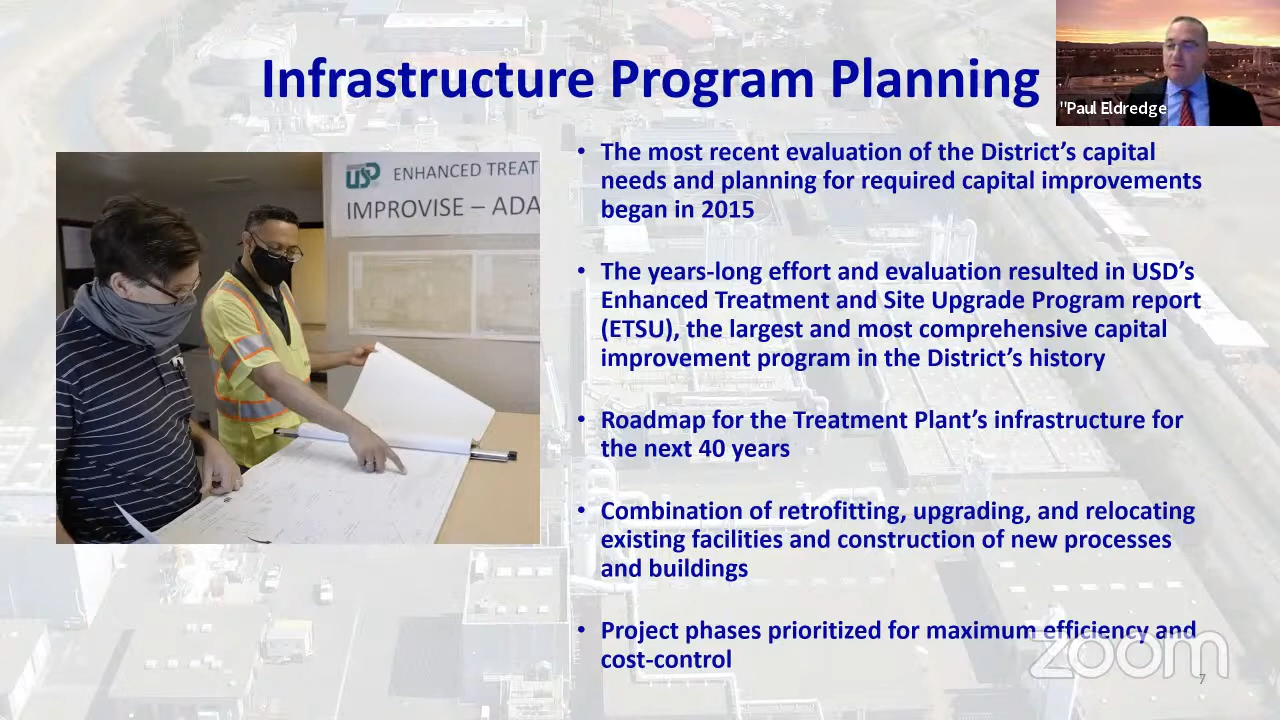 Infrastructure Program Planning
"Paul Eldredge
USD ENHANCED TREAT
IMPROVISE – ADA
• The most recent evaluation of the District’s capital
needs and planning for required capital improvements
began in 2015
• The years-long effort and evaluation resulted in USD’s
Enhanced Treatment and Site Upgrade Program report
(ETSU), the largest and most comprehensive capital
improvement program in the District’s history
• Roadmap for the Treatment Plant’s infrastructure for
the next 40 years
• Combination of retrofitting, upgrading, and relocating
existing facilities and construction of new processes
and buildings
• Project phases prioritized for maximum efficiency and
cost-control
zoom
7